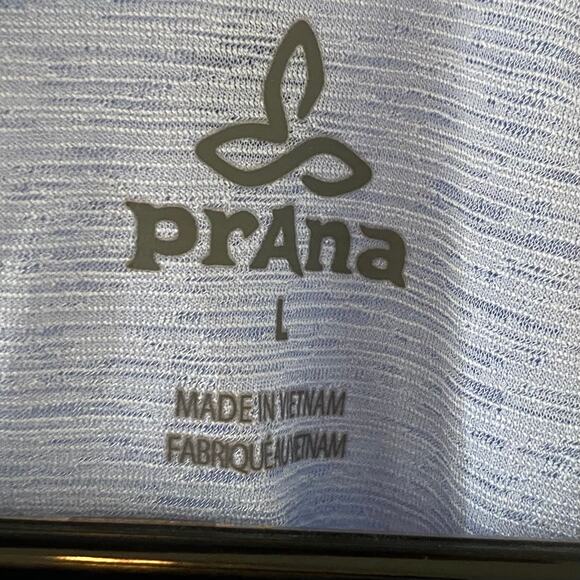 prAna
L
MADE IN VIETNAM
FABRIQUÉ AU VIETNAM